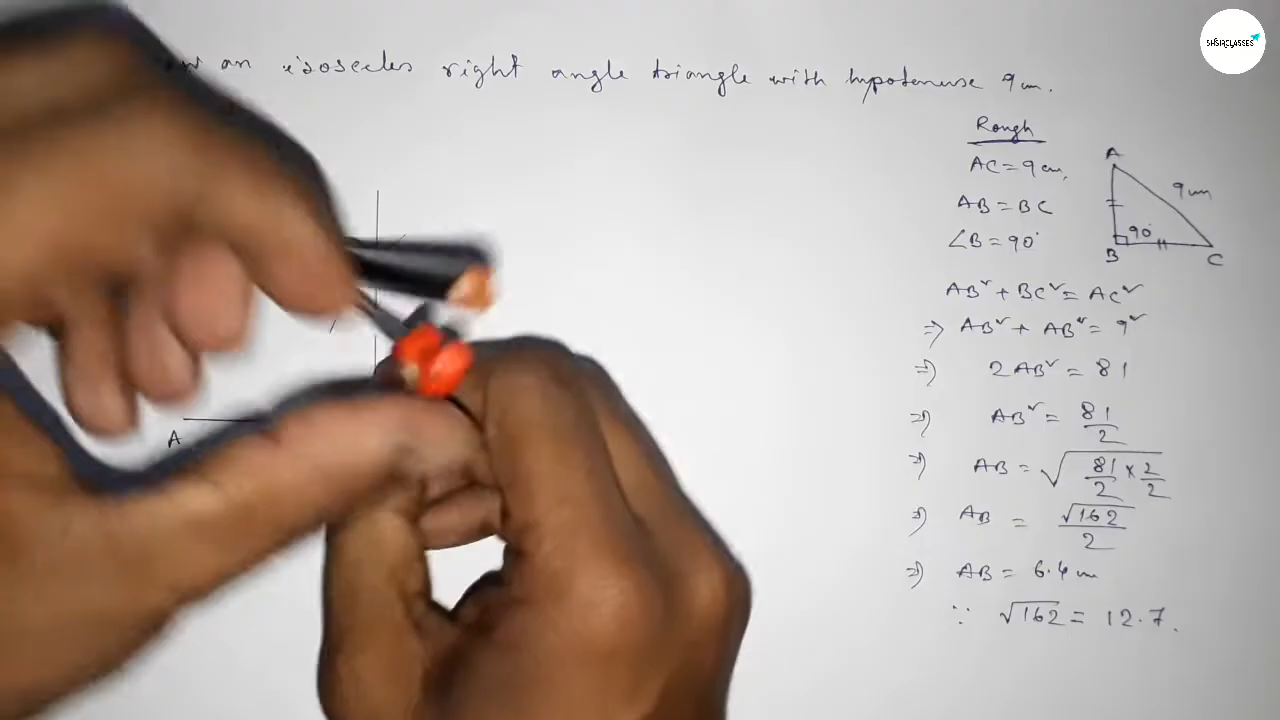 an isosceles right angle triangle with hypotenuse 9cm.
SHSIRCLASSES
Rough
AC = 9cm,
AB = BC
∠B = 90°
A
9cm
90°
B
C
AB² + BC² = AC²
⇒ AB² + AB² = 9²
⇒ 2AB² = 81
⇒ AB² = 81/2
⇒ AB = √(81/2 × 2/2)
⇒ AB = √162/2
⇒ AB = 6.4 cm
∵ √162 = 12.7.
A